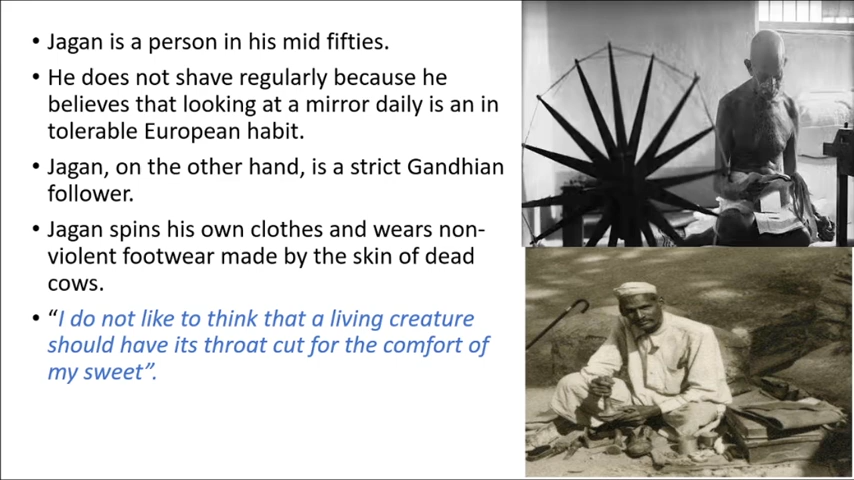 • Jagan is a person in his mid fifties.
• He does not shave regularly because he
believes that looking at a mirror daily is an in
tolerable European habit.
• Jagan, on the other hand, is a strict Gandhian
follower.
• Jagan spins his own clothes and wears non-
violent footwear made by the skin of dead
cows.
• “I do not like to think that a living creature
should have its throat cut for the comfort of
my sweet”.